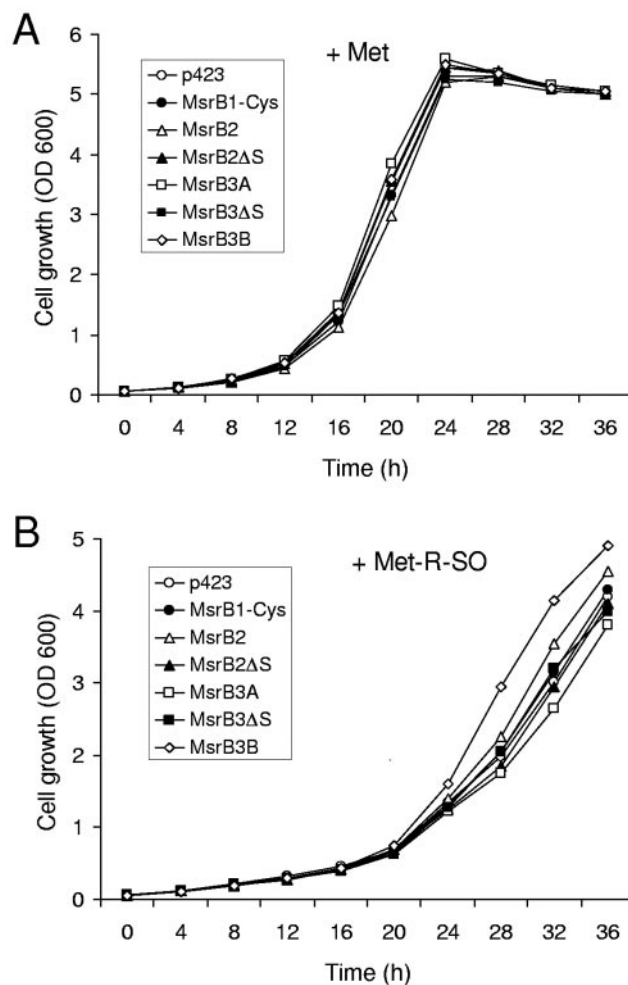 A
+ Met
p423
MsrB1-Cys
MsrB2
MsrB2ΔS
MsrB3A
MsrB3ΔS
MsrB3B
Cell growth (OD 600)
6
5
4
3
2
1
0
0 4 8 12 16 20 24 28 32 36
Time (h)
B
+ Met-R-SO
p423
MsrB1-Cys
MsrB2
MsrB2ΔS
MsrB3A
MsrB3ΔS
MsrB3B
Cell growth (OD 600)
5
4
3
2
1
0
0 4 8 12 16 20 24 28 32 36
Time (h)